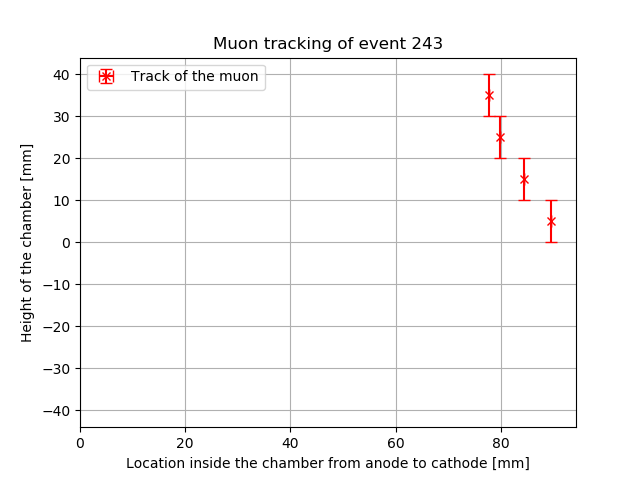 Muon tracking of event 243
Track of the muon
40
30
20
10
0
−10
−20
−30
−40
Height of the chamber [mm]
0 20 40 60 80
Location inside the chamber from anode to cathode [mm]